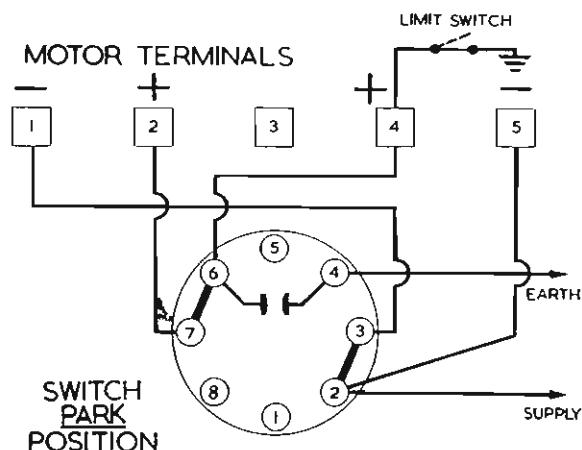 LIMIT SWITCH
MOTOR TERMINALS
- + + -
1 2 3 4 5
5
6 4
EARTH
7 3
8 2
1
SUPPLY
SWITCH
PARK
POSITION